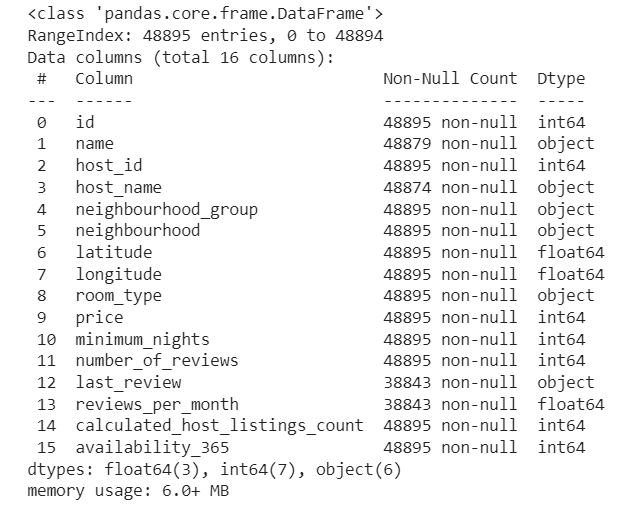 <class 'pandas.core.frame.DataFrame'>
RangeIndex: 48895 entries, 0 to 48894
Data columns (total 16 columns):
 #   Column                          Non-Null Count  Dtype
---  ------                          --------------  -----
 0   id                              48895 non-null  int64
 1   name                            48879 non-null  object
 2   host_id                         48895 non-null  int64
 3   host_name                       48874 non-null  object
 4   neighbourhood_group             48895 non-null  object
 5   neighbourhood                   48895 non-null  object
 6   latitude                        48895 non-null  float64
 7   longitude                       48895 non-null  float64
 8   room_type                       48895 non-null  object
 9   price                           48895 non-null  int64
 10  minimum_nights                  48895 non-null  int64
 11  number_of_reviews               48895 non-null  int64
 12  last_review                     38843 non-null  object
 13  reviews_per_month               38843 non-null  float64
 14  calculated_host_listings_count  48895 non-null  int64
 15  availability_365                48895 non-null  int64
dtypes: float64(3), int64(7), object(6)
memory usage: 6.0+ MB